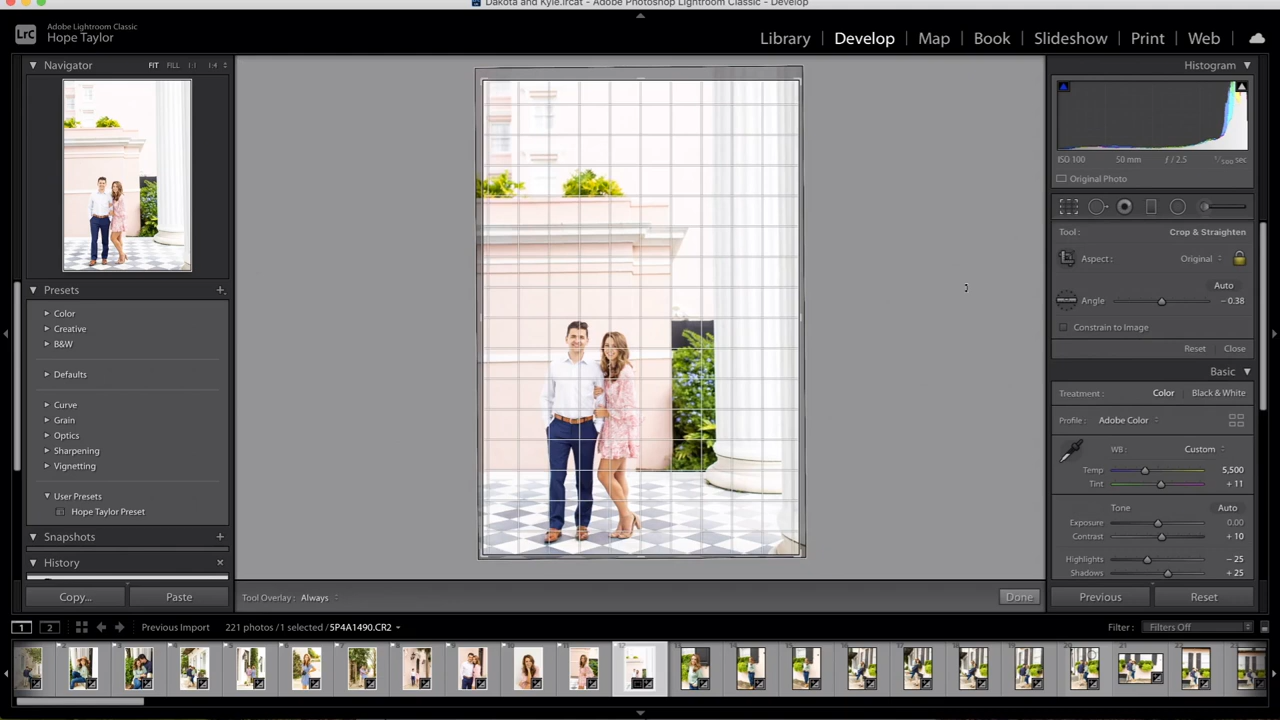 Dakota and Kyle.lrcat - Adobe Photoshop Lightroom Classic - Develop
LrC
Adobe Lightroom Classic
Hope Taylor
Library | Develop | Map | Book | Slideshow | Print | Web
Navigator FIT FILL 1:1 1:4
Presets +
Color
Creative
B&W
Defaults
Curve
Grain
Optics
Sharpening
Vignetting
User Presets
Hope Taylor Preset
Snapshots +
History ×
Copy... Paste
Tool Overlay: Always
Done
Histogram
ISO 100 50 mm ƒ / 2.5 1/500 sec
Original Photo
Tool: Crop & Straighten
Aspect: Original
Auto
Angle - 0.38
Constrain to Image
Reset Close
Basic
Treatment: Color | Black & White
Profile: Adobe Color
WB: Custom
Temp 5,500
Tint + 11
Tone Auto
Exposure 0.00
Contrast + 10
Highlights - 25
Shadows + 25
Previous Reset
1 2 Previous Import 221 photos / 1 selected / 5P4A1490.CR2 Filter: Filters Off